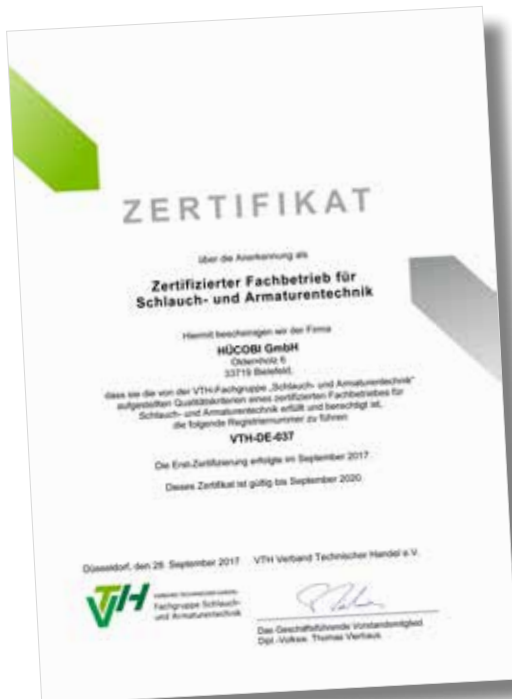 ZERTIFIKAT
über die Anerkennung als
Zertifizierter Fachbetrieb für
Schlauch- und Armaturentechnik
Hiermit bescheinigen wir der Firma
HÜCOBI GmbH
Oldernholz 6
33719 Bielefeld,
dass sie die von der VTH-Fachgruppe „Schlauch- und Armaturentechnik“
aufgestellten Qualitätskriterien eines zertifizierten Fachbetriebes für
Schlauch- und Armaturentechnik erfüllt und berechtigt ist,
die folgende Registriernummer zu führen
VTH-DE-037
Die Erst-Zertifizierung erfolgte im September 2017
Dieses Zertifikat ist gültig bis September 2020
Düsseldorf, den 28. September 2017 VTH Verband Technischer Handel e.V.
VTH
Fachgruppe Schlauch-
und Armaturentechnik
Das Geschäftsführende Vorstandsmitglied
Dipl.-Volksw. Thomas Vierhaus